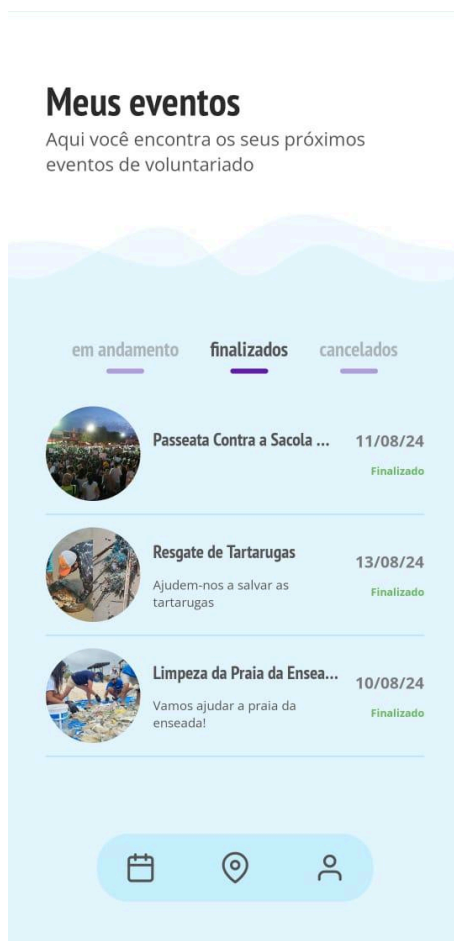 Meus eventos
Aqui você encontra os seus próximos
eventos de voluntariado
em andamento finalizados cancelados
Passeata Contra a Sacola ... 11/08/24
Finalizado
Resgate de Tartarugas 13/08/24
Ajudem-nos a salvar as
tartarugas
Finalizado
Limpeza da Praia da Ensea... 10/08/24
Vamos ajudar a praia da
enseada!
Finalizado